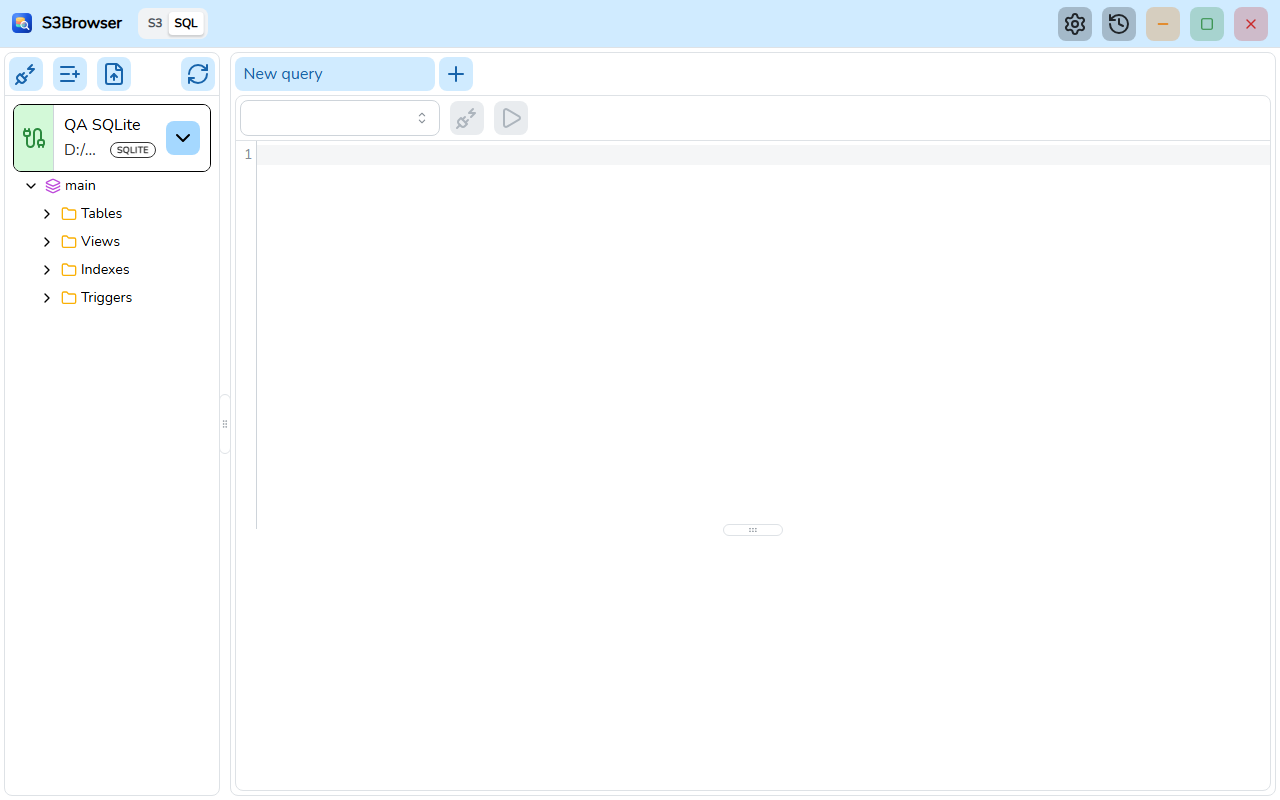 S3Browser
S3 SQL
New query
QA SQLite
D:/... SQLITE
main
Tables
Views
Indexes
Triggers
1